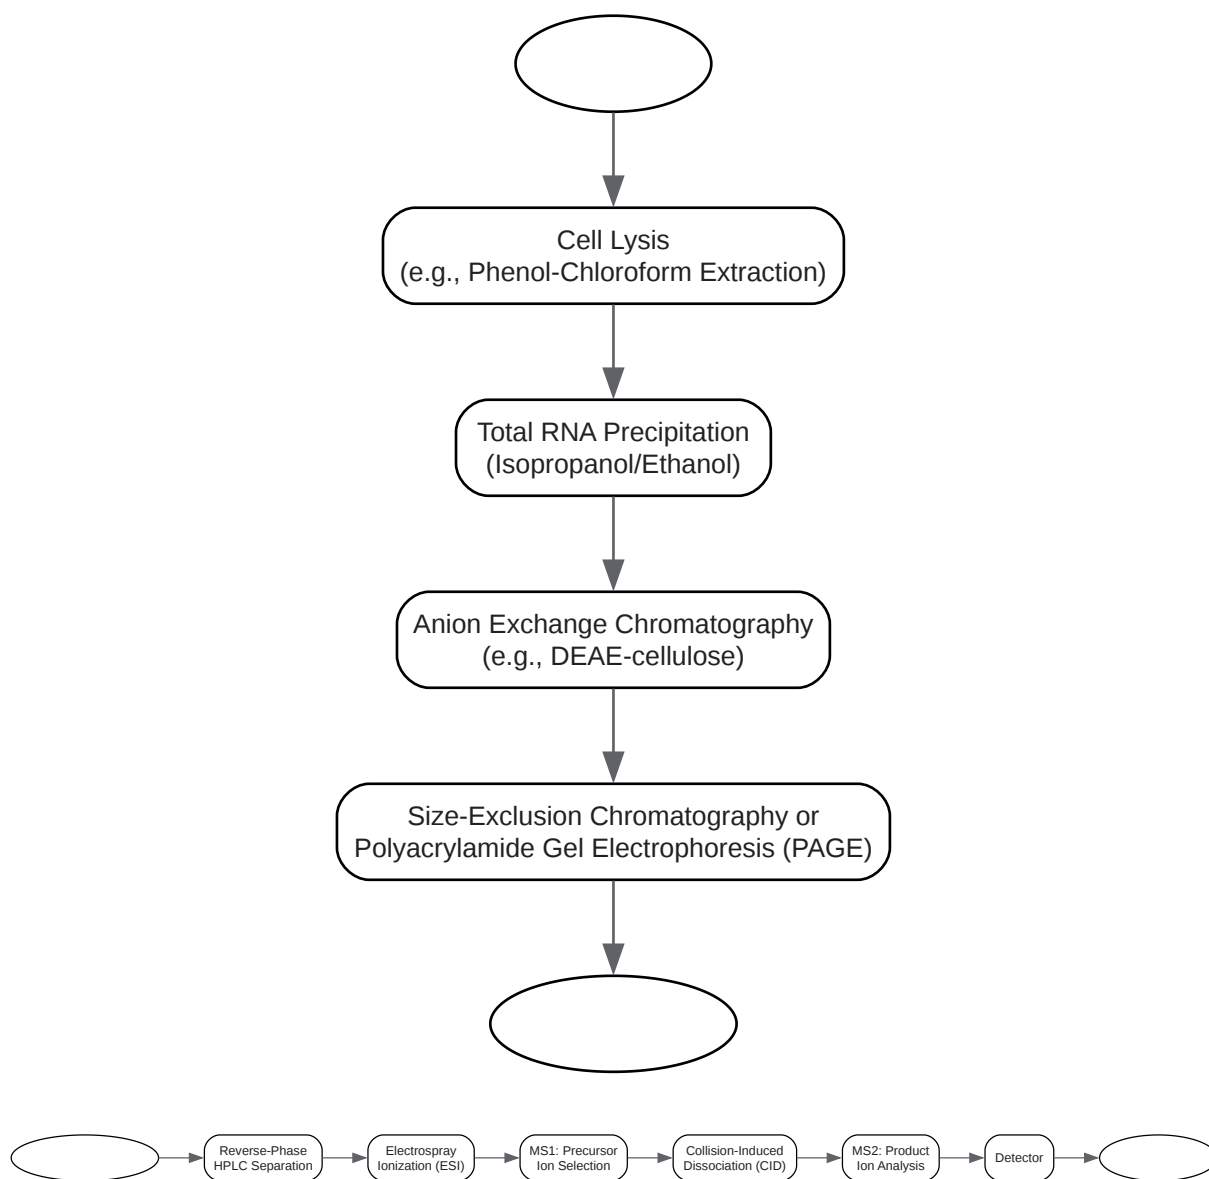 Cell Lysis
(e.g., Phenol-Chloroform Extraction)
Total RNA Precipitation
(Isopropanol/Ethanol)
Anion Exchange Chromatography
(e.g., DEAE-cellulose)
Size-Exclusion Chromatography or
Polyacrylamide Gel Electrophoresis (PAGE)
Reverse-Phase
HPLC Separation
Electrospray
Ionization (ESI)
MS1: Precursor
Ion Selection
Collision-Induced
Dissociation (CID)
MS2: Product
Ion Analysis
Detector